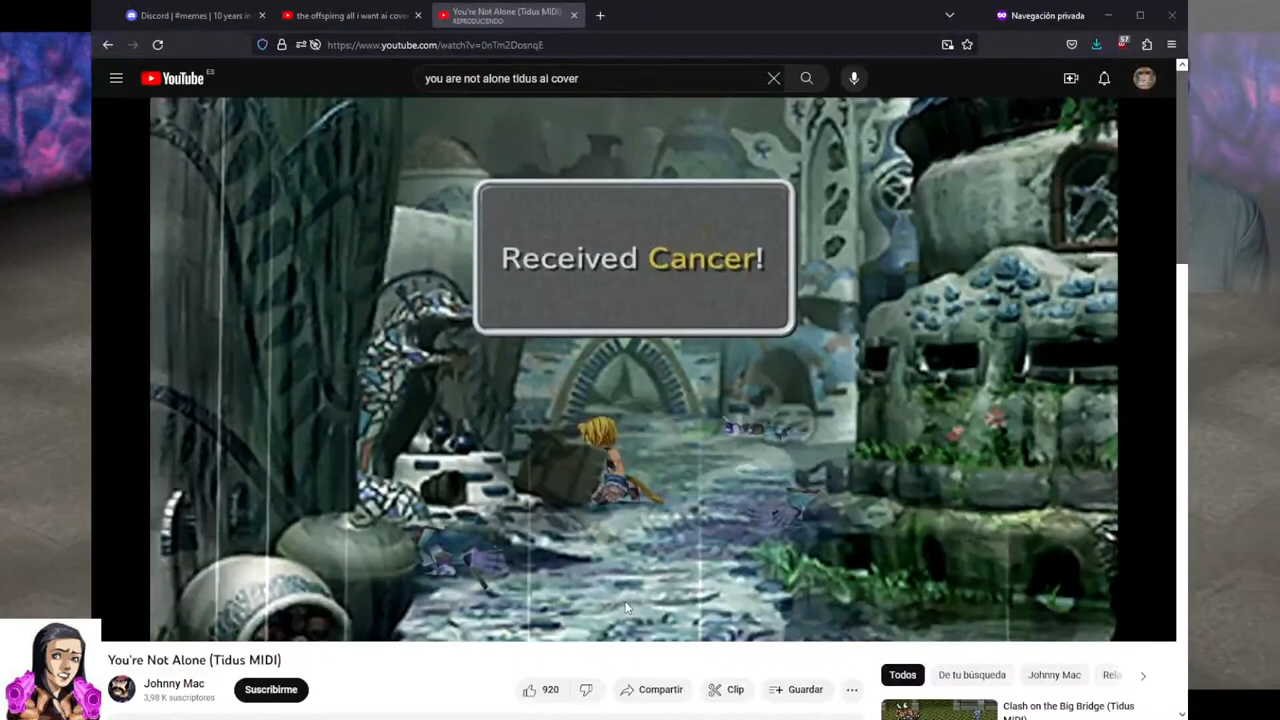 Discord | #memes | 10 years in
the offspirng all i want ai cove
You're Not Alone (Tidus MIDI)
REPRODUCIENDO
Navegación privada
https://www.youtube.com/watch?v=0nTm2DosnqE
57
YouTube ES
you are not alone tidus ai cover
Received Cancer!
You're Not Alone (Tidus MIDI)
Johnny Mac
3,98 K suscriptores
Suscribirme
920
Compartir
Clip
Guardar
Todos
De tu búsqueda
Johnny Mac
Rela
Clash on the Big Bridge (Tidus
MIDI)